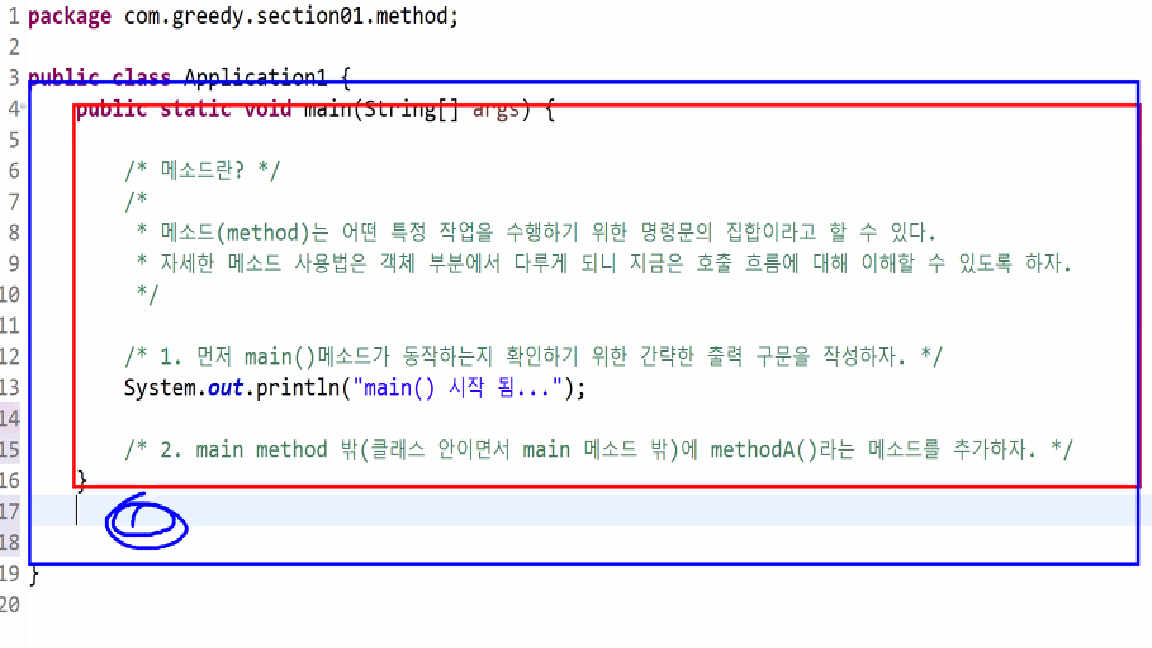 1 package com.greedy.section01.method;
2
3 public class Application1 {
4 public static void main(String[] args) {
5
6 /* 메소드란? */
7 /*
8 * 메소드(method)는 어떤 특정 작업을 수행하기 위한 명령문의 집합이라고 할 수 있다.
9 * 자세한 메소드 사용법은 객체 부분에서 다루게 되니 지금은 호출 흐름에 대해 이해할 수 있도록 하자.
10 */
11
12 /* 1. 먼저 main()메소드가 동작하는지 확인하기 위한 간략한 출력 구문을 작성하자. */
13 System.out.println("main() 시작 됨...");
14
15 /* 2. main method 밖(클래스 안이면서 main 메소드 밖)에 methodA()라는 메소드를 추가하자. */
16 }
17
18
19 }
20